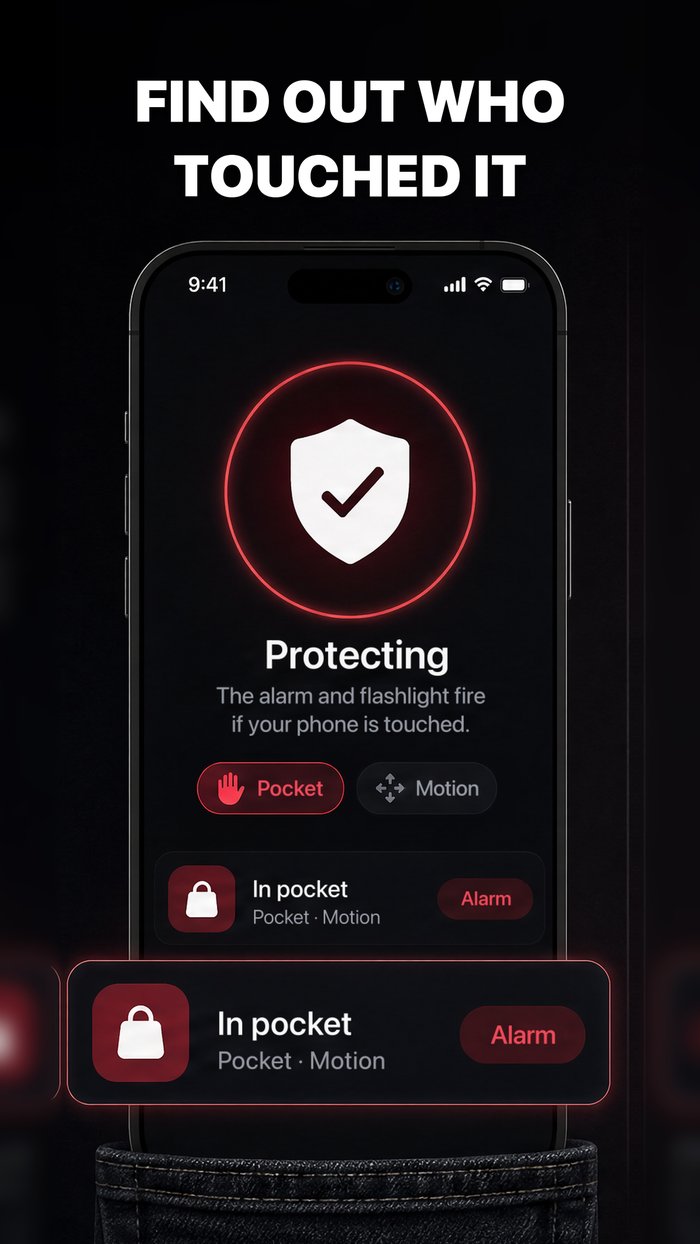 FIND OUT WHO
TOUCHED IT
9:41
Protecting
The alarm and flashlight fire
if your phone is touched.
Pocket
Motion
In pocket
Pocket · Motion
Alarm
In pocket
Pocket · Motion
Alarm